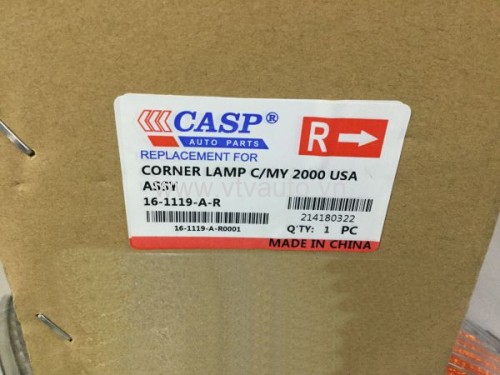 CASP®
AUTO PARTS
REPLACEMENT FOR
R
CORNER LAMP C/MY 2000 USA
ASSY
www.vtvauto.vn
16-1119-A-R
16-1119-A-R0001
214180322
Q'TY: 1 PC
MADE IN CHINA